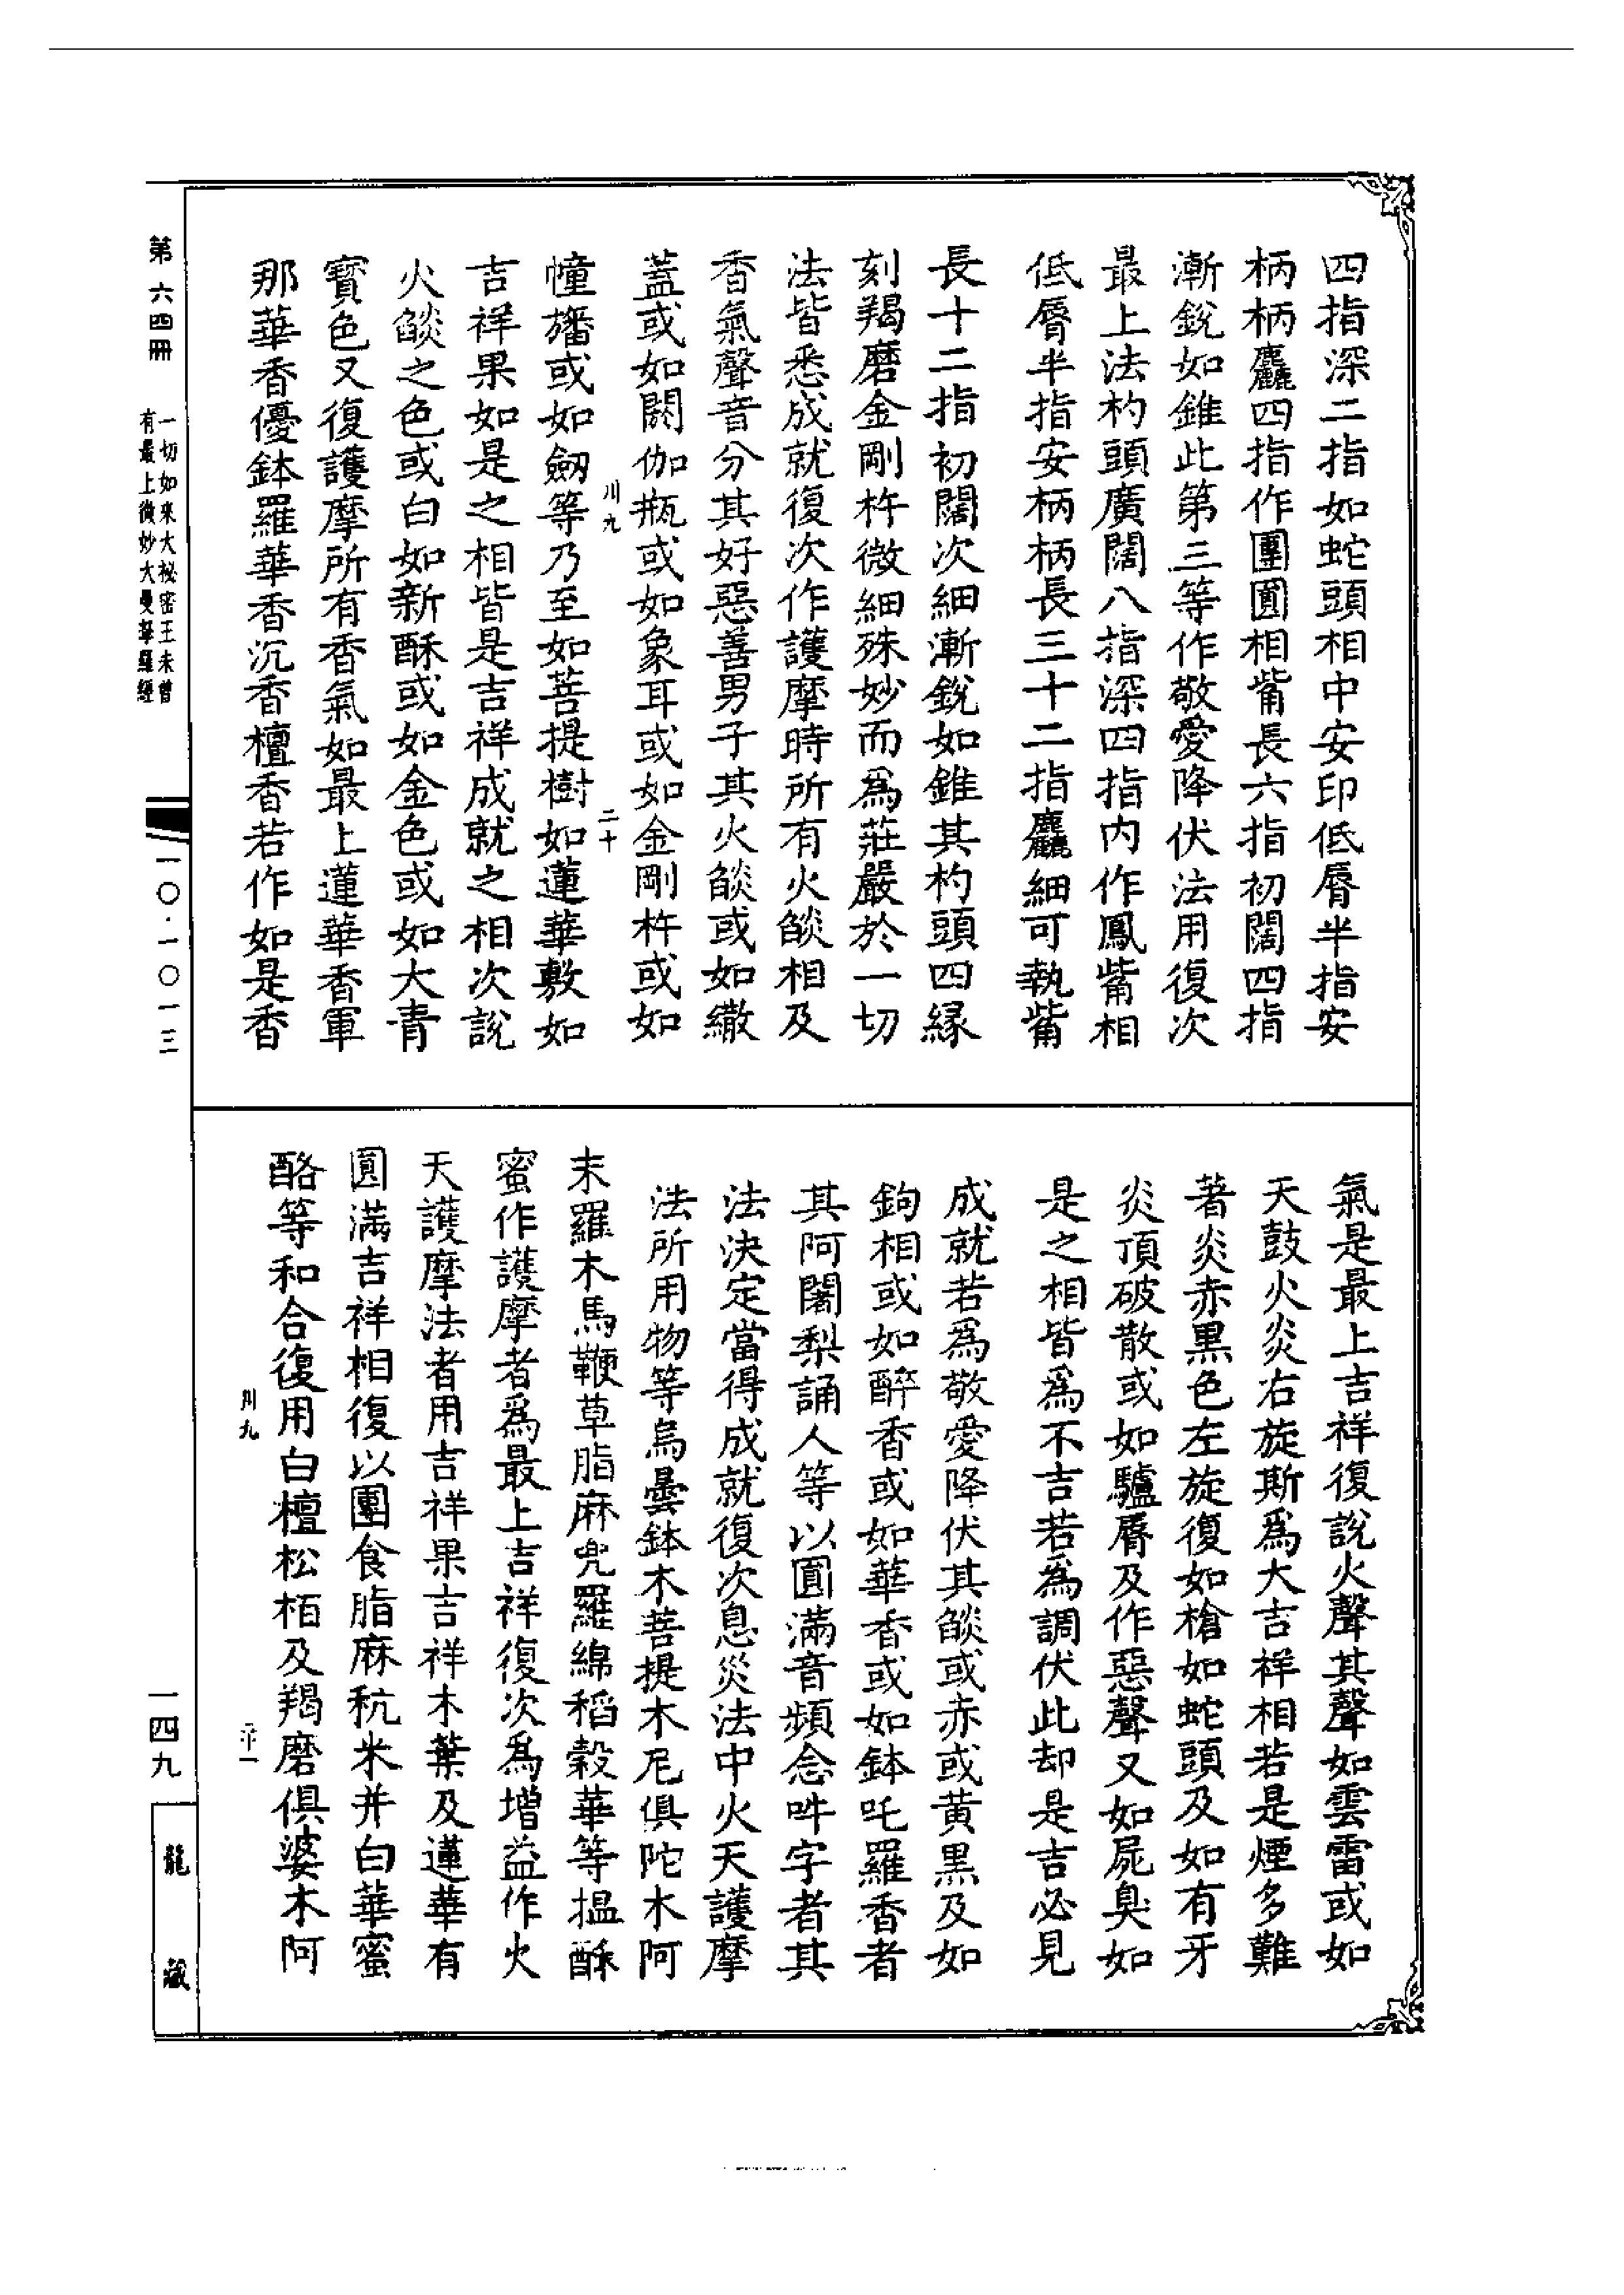 四指深二指如蛇頭相中安印低脣半指安
柄柄麤四指作團圓相觜長六指初闊四指
漸銳如錐此第三等作敬愛降伏法用復次
最上法杓頭廣闊八指深四指內作鳳觜相
低脣半指安柄柄長三十二指麤細可執觜
長十二指初闊次細漸銳如錐其杓頭四緣
刻羯磨金剛杵微細殊妙而為莊嚴於一切
法皆悉成就復次作護摩時所有火燄相及
香氣聲音分其好惡善男子其火燄或如繖
蓋或如閼伽瓶或如象耳或如金剛杵或如
川九 二十
幢旛或如劒等乃至如菩提樹如蓮華敷如
吉祥果如是之相皆是吉祥成就之相次說
火燄之色或白如新酥或如金色或如大青
寶色又復護摩所有香氣如最上蓮華香軍
那華香優鉢羅華香沉香檀香若作如是香
氣是最上吉祥復說火聲其聲如雲雷或如
天鼓火炎右旋斯為大吉祥相若是煙多難
著炎赤黑色左旋復如槍如蛇頭及如有牙
炎頂破散或如驢脣及作惡聲又如屍臭如
是之相皆為不吉若為調伏此却是吉必見
成就若為敬愛降伏其燄或赤或黃黑及如
鉤相或如醉香或如華香或如鉢吒羅香者
其阿闍梨誦人等以圓滿音頻念吽字者其
法決定當得成就復次息災法中火天護摩
法所用物等烏曇鉢木菩提木尼俱陀木阿
末羅木馬鞭草脂麻兜羅綿稻穀華等搵酥
蜜作護摩者為最上吉祥復次為增益作火
天護摩法者用吉祥果吉祥木葉及蓮華有
圓滿吉祥相復以團食脂麻秔米并白華蜜
酪等和合復用白檀松栢及羯磨俱婆木阿
川九 二十一
第六四冊
一切如來大祕密王未曾
有最上微妙大曼拏羅經
一〇·一〇一三
一四九
龍藏